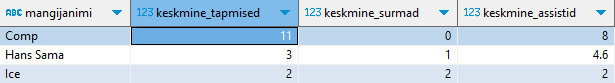 ABC mangijanimi 123 keskmine_tapmised 123 keskmine_surmad 123 keskmine_assistid
Comp 11 0 8
Hans Sama 3 1 4.6
Ice 2 2 2